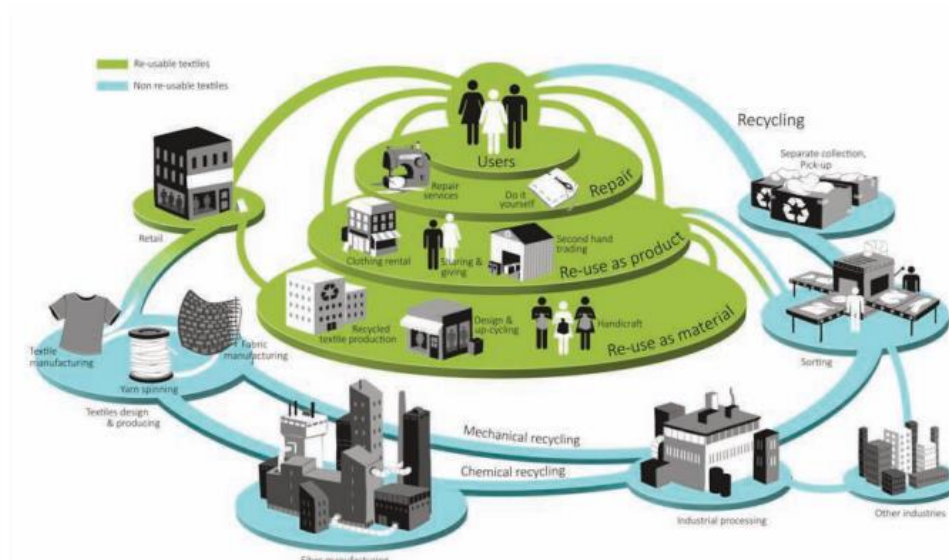 Re-usable textiles
Non re-usable textiles
Users
Recycling
Separate collection,
Pick-up
Repair
services
Do it
yourself
Repair
Retail
Clothing rental
Sharing &
giving
Second hand
trading
Re-use as product
Recycled
textile production
Design &
up-cycling
Handicraft
Re-use as material
Sorting
Textile
manufacturing
Fabric
manufacturing
Yarn spinning
Textiles design
& producing
Mechanical recycling
Chemical recycling
Industrial processing
Other industries
Fiber manufacturing